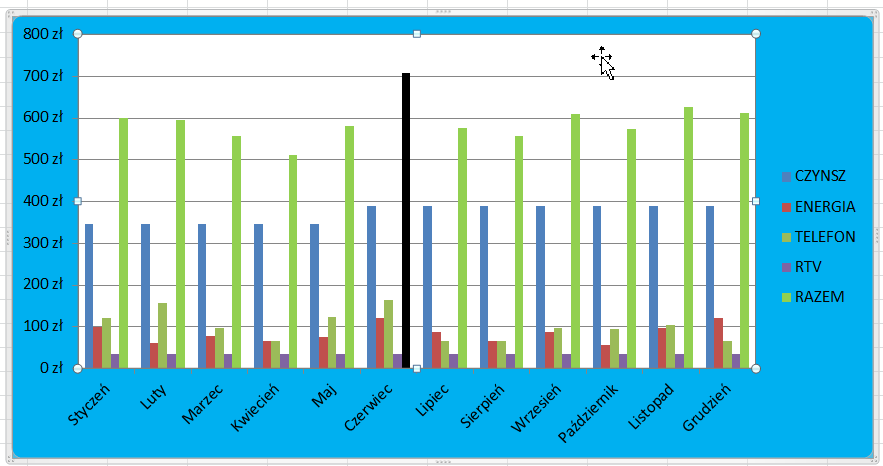 800 zł
700 zł
600 zł
500 zł
400 zł
300 zł
200 zł
100 zł
0 zł
Styczeń
Luty
Marzec
Kwiecień
Maj
Czerwiec
Lipiec
Sierpień
Wrzesień
Październik
Listopad
Grudzień
CZYNSZ
ENERGIA
TELEFON
RTV
RAZEM